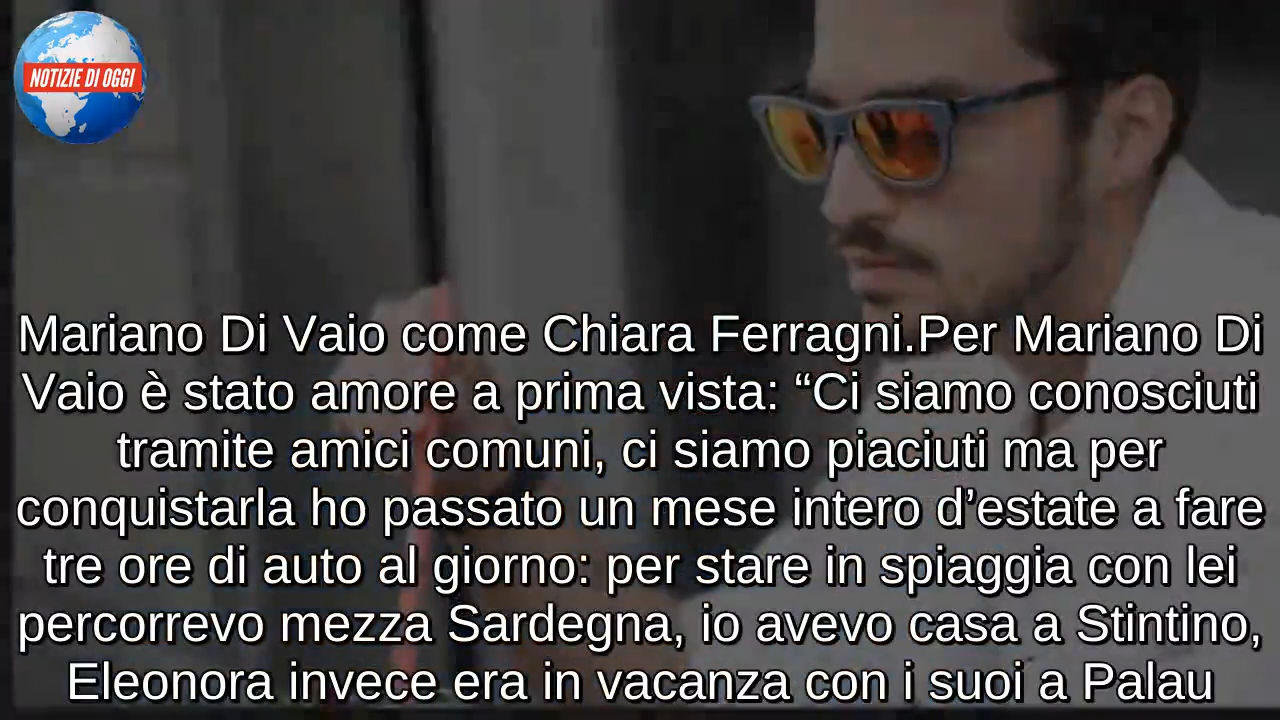 NOTIZIE DI OGGI
Mariano Di Vaio come Chiara Ferragni.Per Mariano Di
Vaio è stato amore a prima vista: “Ci siamo conosciuti
tramite amici comuni, ci siamo piaciuti ma per
conquistarla ho passato un mese intero d’estate a fare
tre ore di auto al giorno: per stare in spiaggia con lei
percorrevo mezza Sardegna, io avevo casa a Stintino,
Eleonora invece era in vacanza con i suoi a Palau